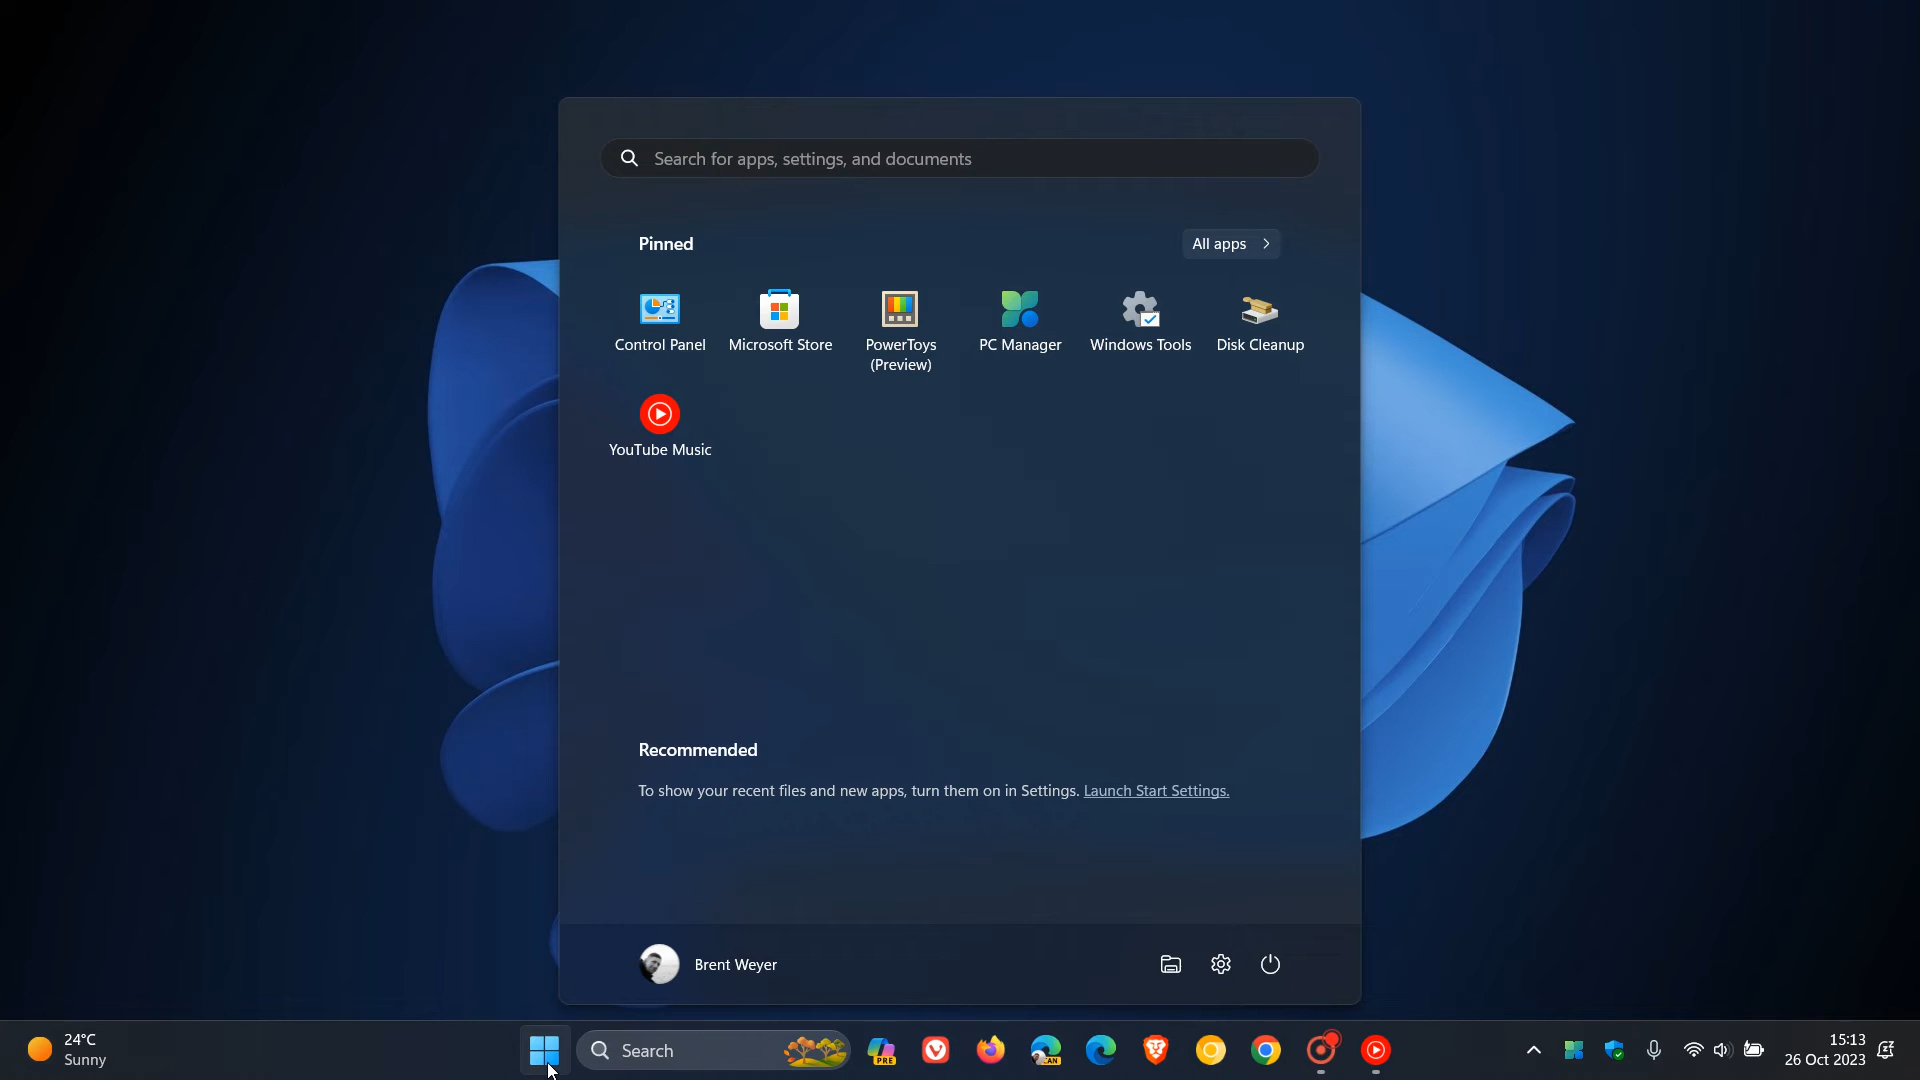 Search for apps, settings, and documents
Pinned
All apps
Control Panel
Microsoft Store
PowerToys
(Preview)
PC Manager
Windows Tools
Disk Cleanup
YouTube Music
Recommended
To show your recent files and new apps, turn them on in Settings. Launch Start Settings.
Brent Weyer
24°C
Sunny
Search
PRE
CAN
15:13
26 Oct 2023